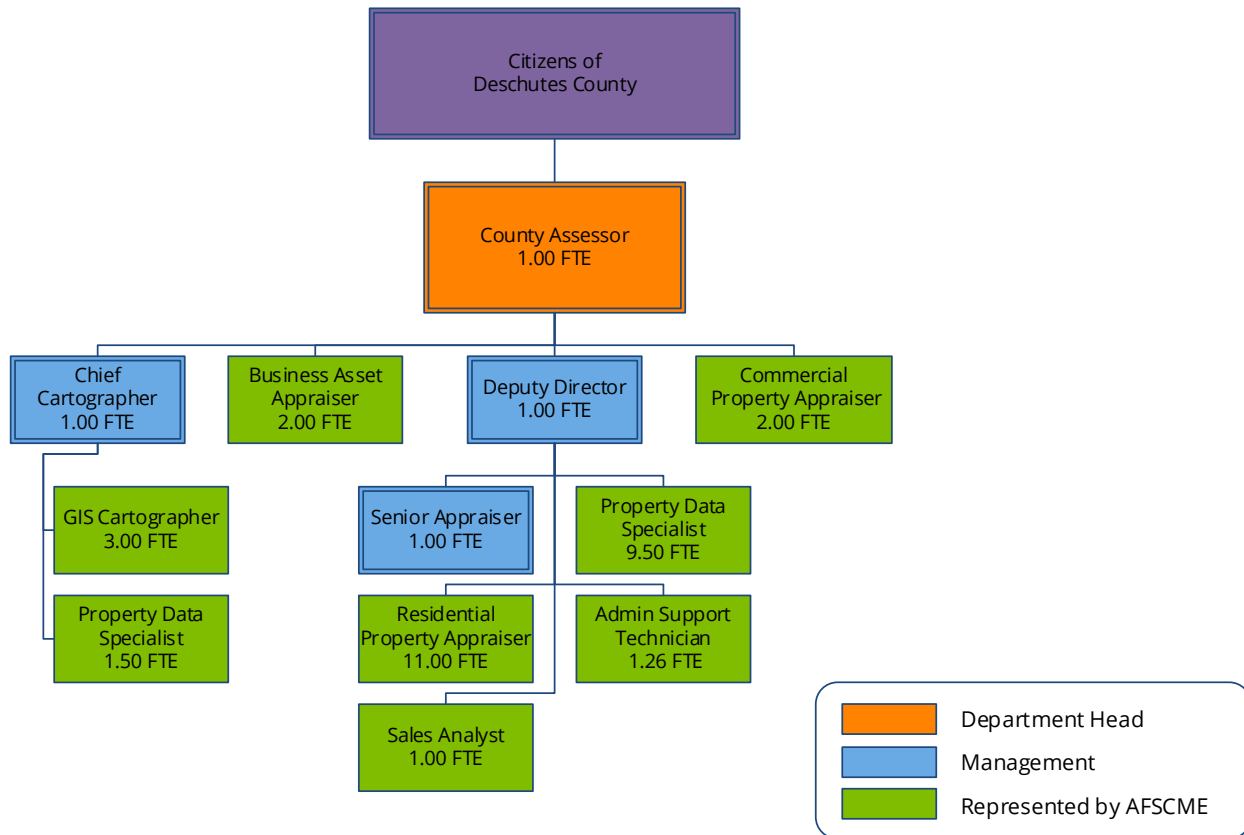 Citizens of
Deschutes County
County Assessor
1.00 FTE
Chief
Cartographer
1.00 FTE
Business Asset
Appraiser
2.00 FTE
Deputy Director
1.00 FTE
Commercial
Property Appraiser
2.00 FTE
GIS Cartographer
3.00 FTE
Senior Appraiser
1.00 FTE
Property Data
Specialist
9.50 FTE
Property Data
Specialist
1.50 FTE
Residential
Property Appraiser
11.00 FTE
Admin Support
Technician
1.26 FTE
Sales Analyst
1.00 FTE
Department Head
Management
Represented by AFSCME